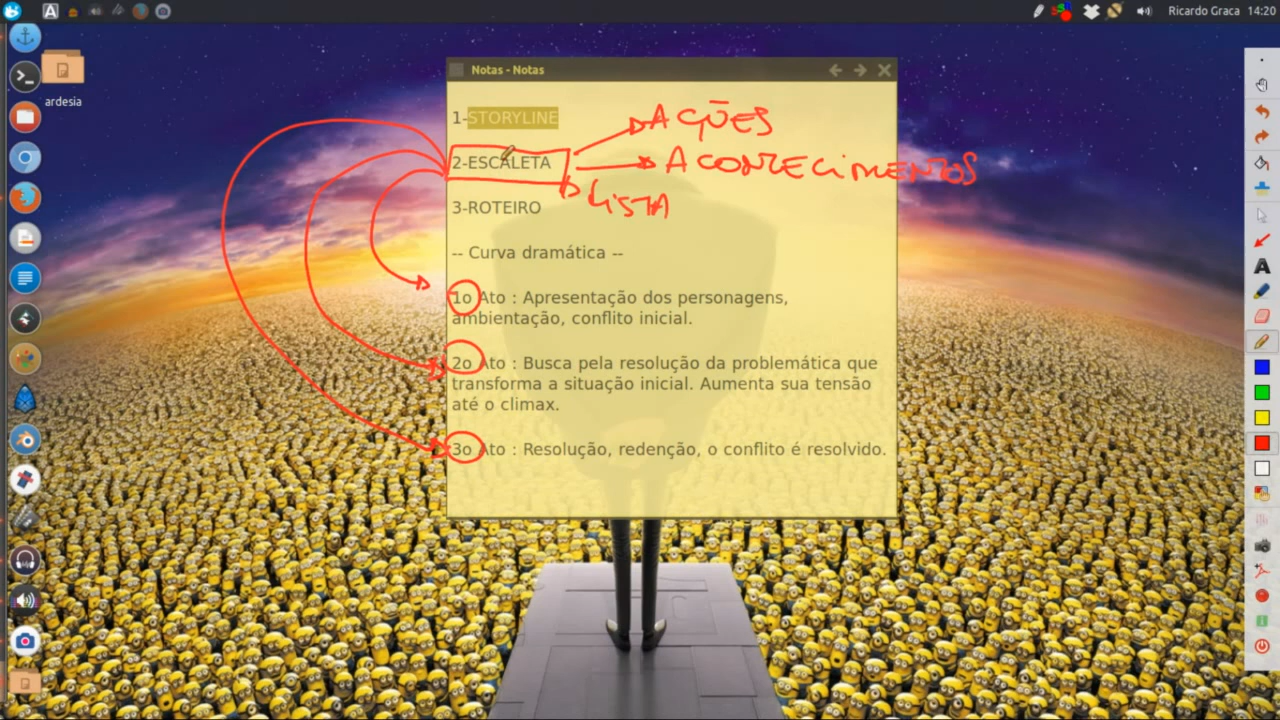 Ricardo Graca 14:20
ardesia
Notas - Notas
1-STORYLINE
AÇÕES
2-ESCALETA
ACONTECIMENTOS
LISTA
3-ROTEIRO
-- Curva dramática --
1o Ato : Apresentação dos personagens,
ambientação, conflito inicial.
2o Ato : Busca pela resolução da problemática que
transforma a situação inicial. Aumenta sua tensão
até o climax.
3o Ato : Resolução, redenção, o conflito é resolvido.